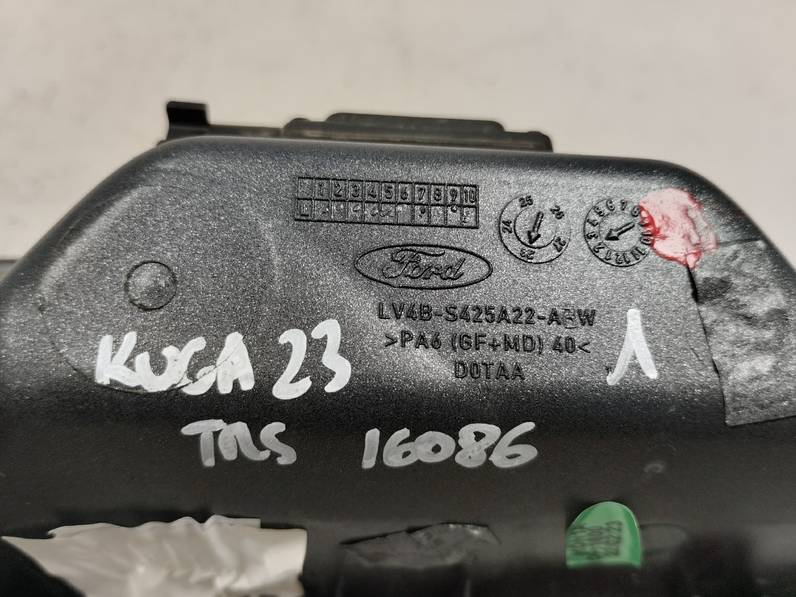 1 2 3 4 5 6 7 8 9 10
Ford
LV4B-S425A22-AEW
>PA6 (GF+MD) 40<
D0TAA
KUGA 23
1
16086